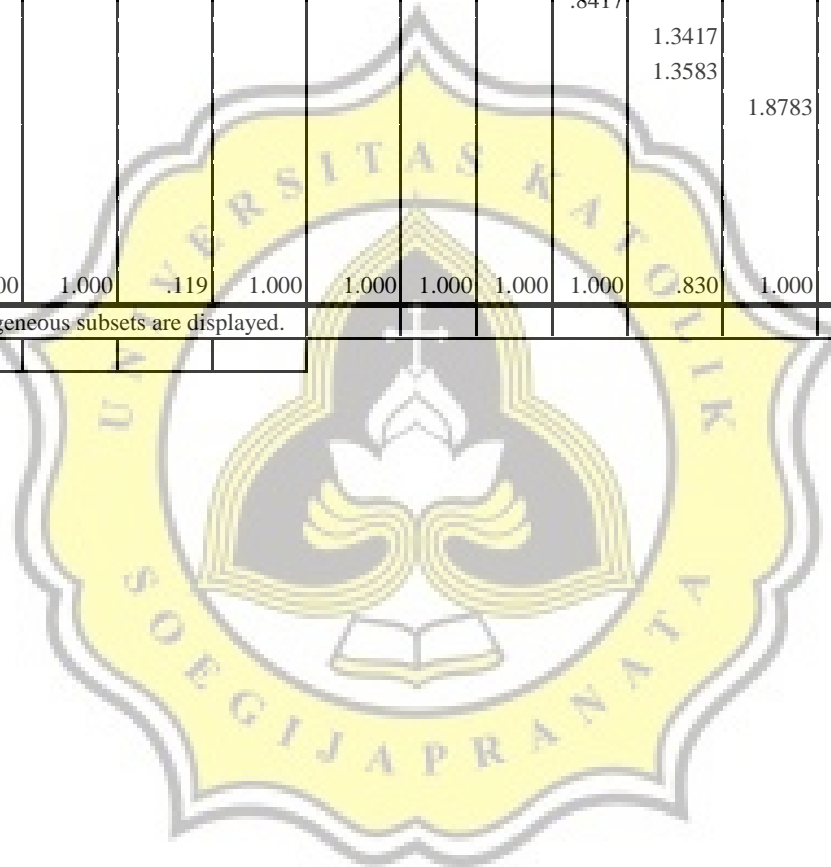 .8417
1.3417
1.3583
1.8783
00 1.000 .119 1.000 1.000 1.000 1.000 1.000 .830 1.000
geneous subsets are displayed.
UNIVERSITAS KATOLIK
SOEGIJAPRANATA